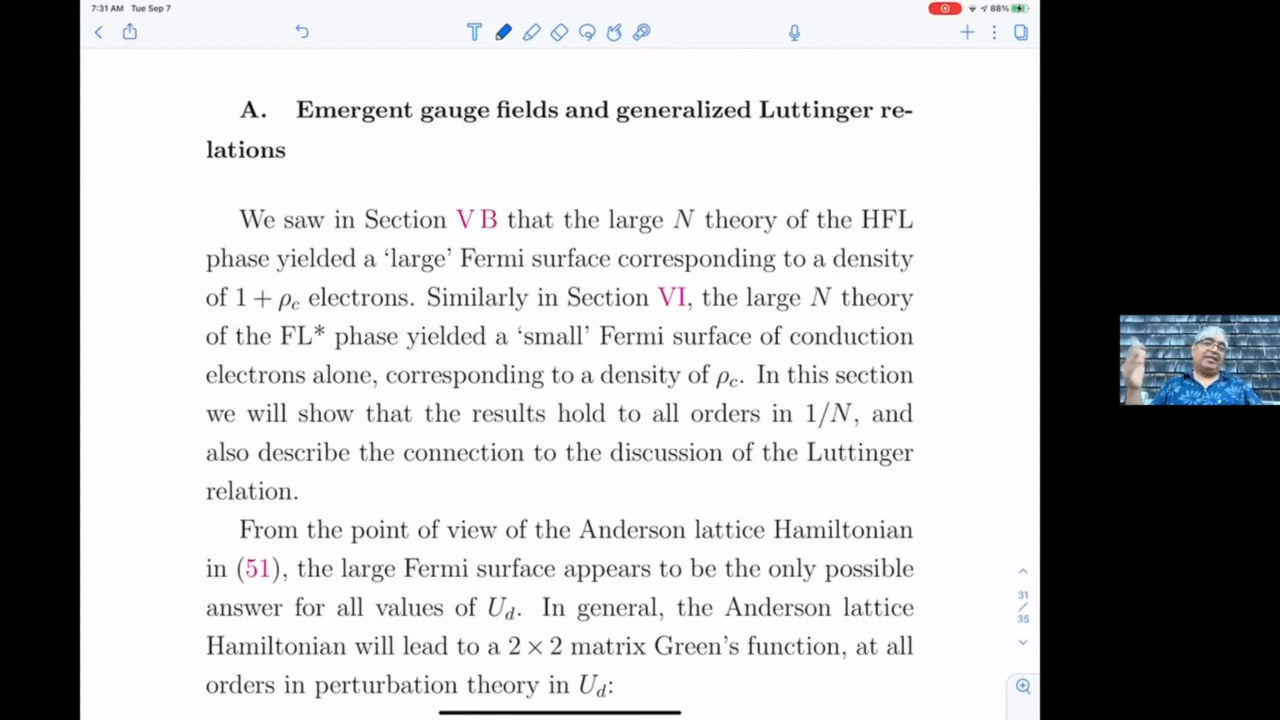 7:31 AM Tue Sep 7
88%
A. Emergent gauge fields and generalized Luttinger re-
lations
We saw in Section V B that the large N theory of the HFL
phase yielded a ‘large’ Fermi surface corresponding to a density
of 1 + ρc electrons. Similarly in Section VI, the large N theory
of the FL* phase yielded a ‘small’ Fermi surface of conduction
electrons alone, corresponding to a density of ρc. In this section
we will show that the results hold to all orders in 1/N, and
also describe the connection to the discussion of the Luttinger
relation.
From the point of view of the Anderson lattice Hamiltonian
in (51), the large Fermi surface appears to be the only possible
answer for all values of Ud. In general, the Anderson lattice
Hamiltonian will lead to a 2 × 2 matrix Green’s function, at all
orders in perturbation theory in Ud:
31
/
35